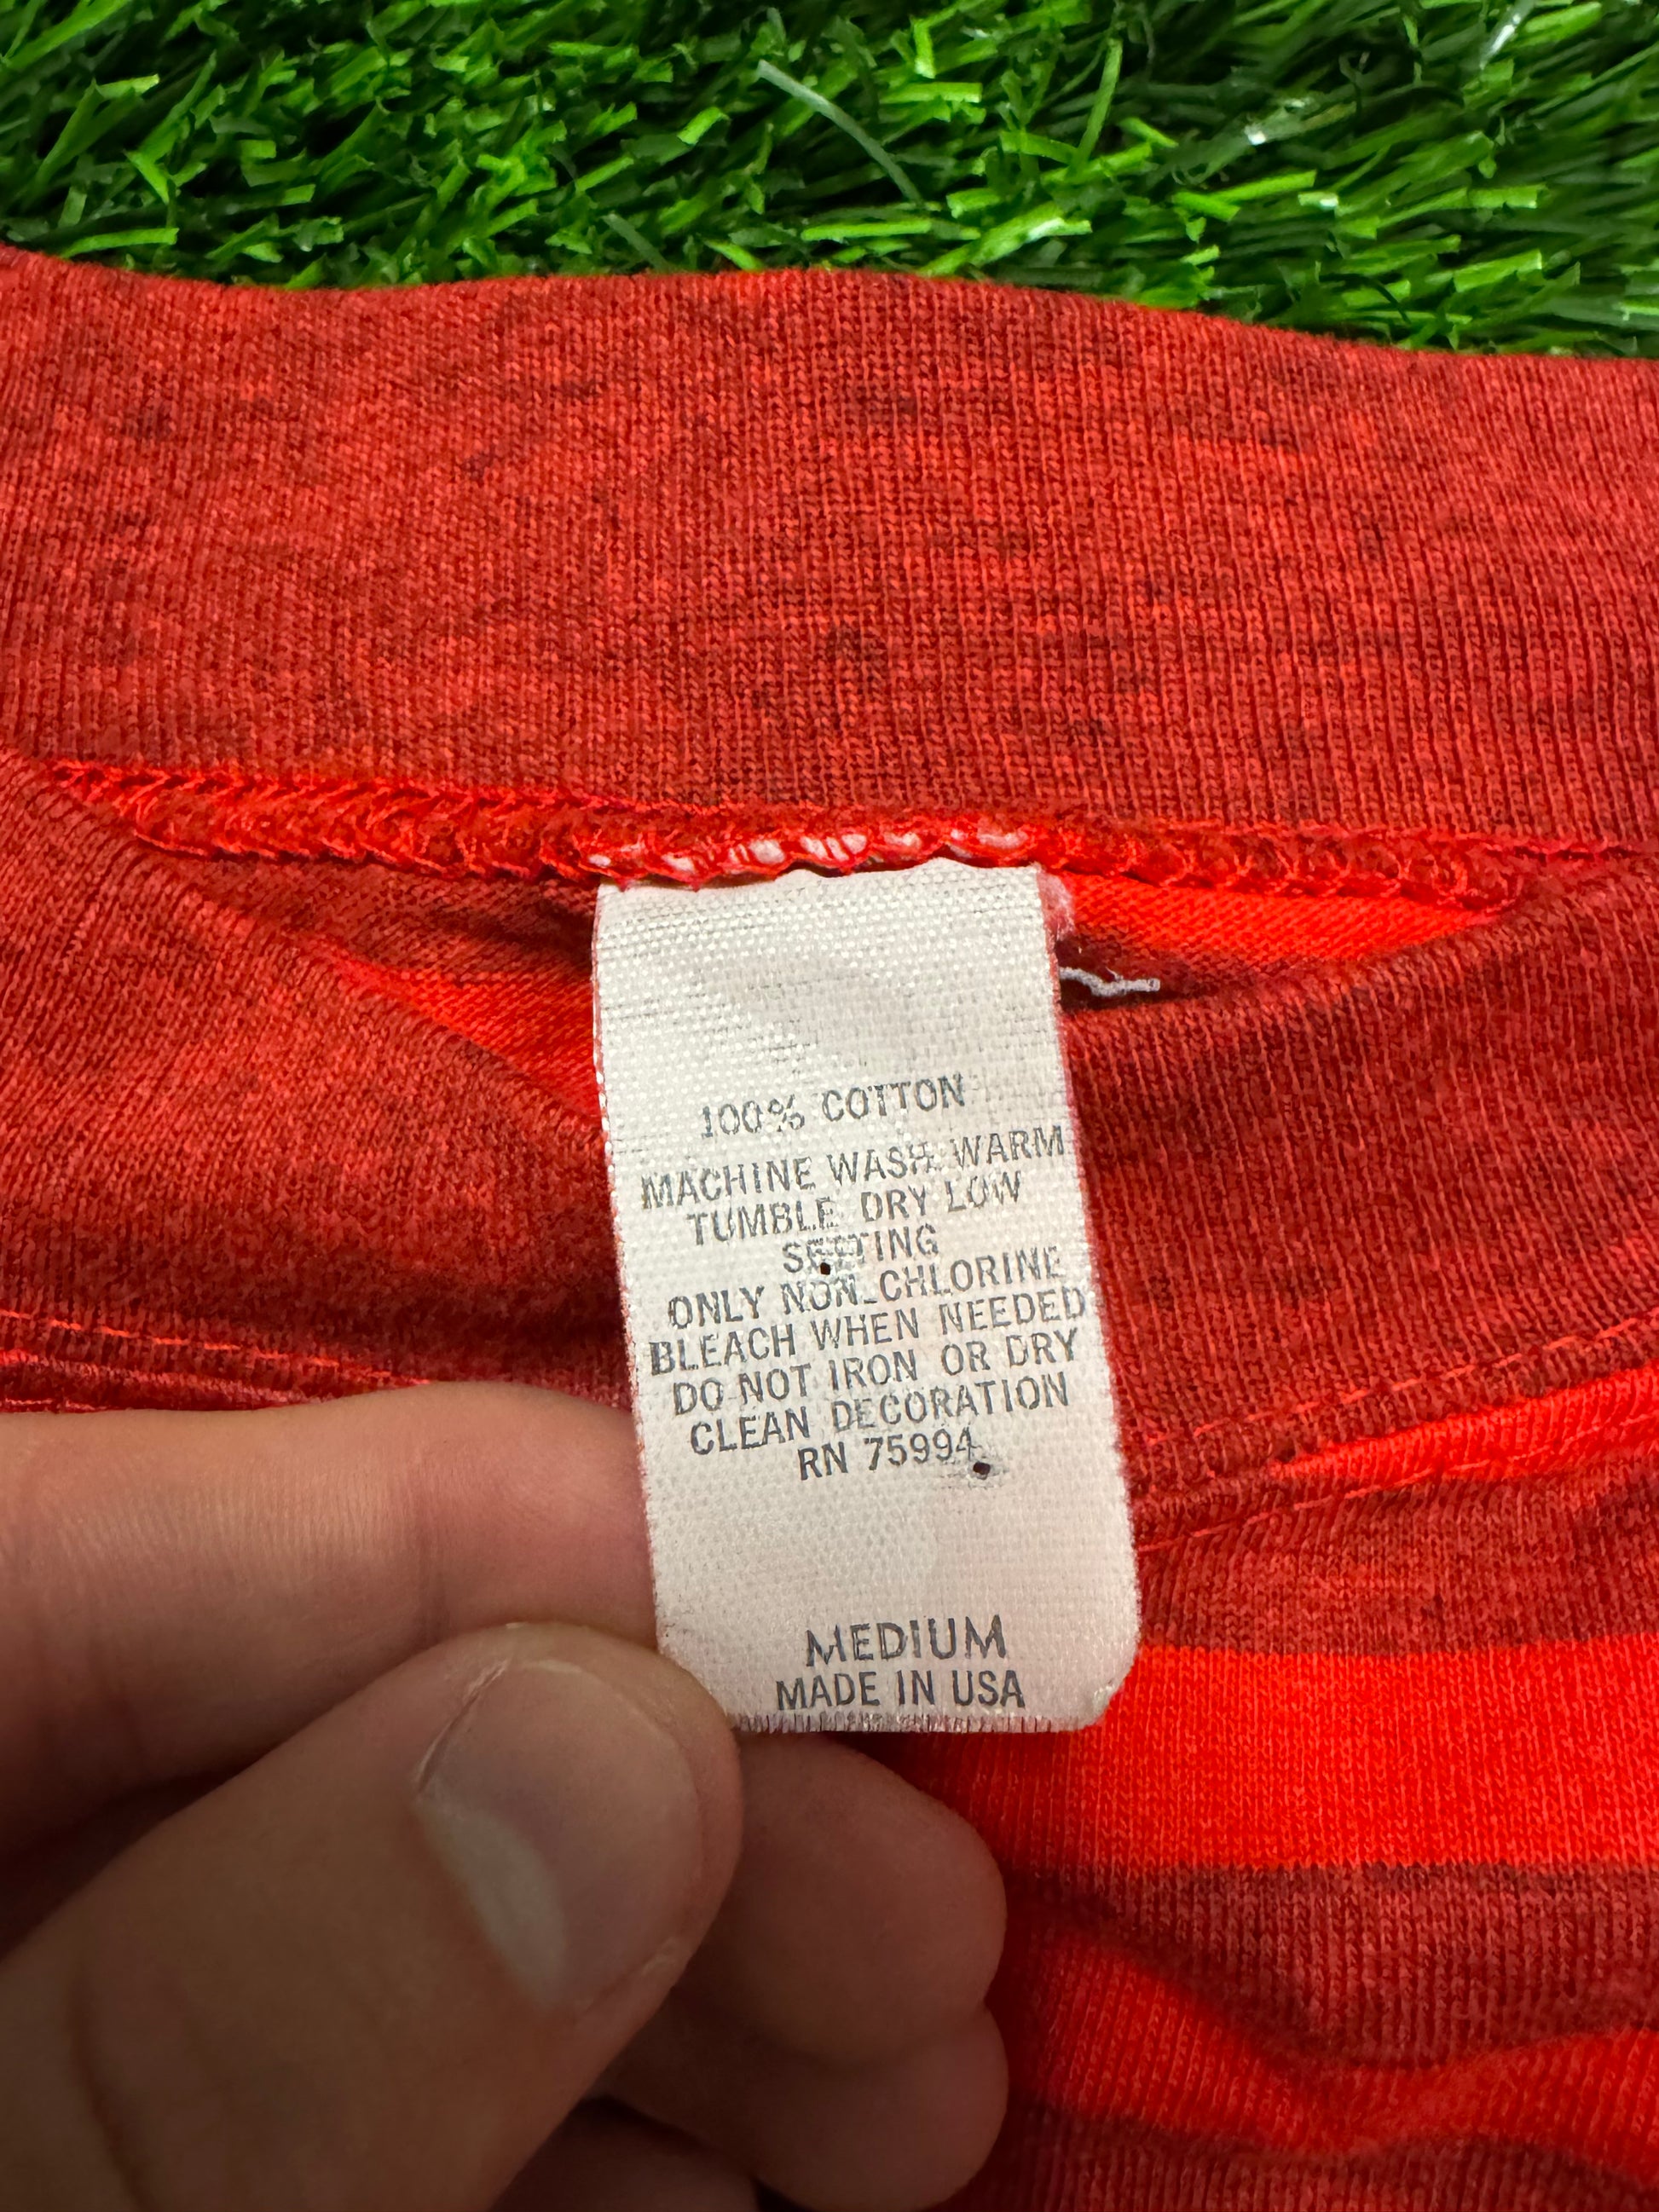 100% COTTON
MACHINE WASH WARM
TUMBLE DRY LOW
SETTING
ONLY NON-CHLORINE
BLEACH WHEN NEEDED
DO NOT IRON OR DRY
CLEAN DECORATION
RN 75994
MEDIUM
MADE IN USA